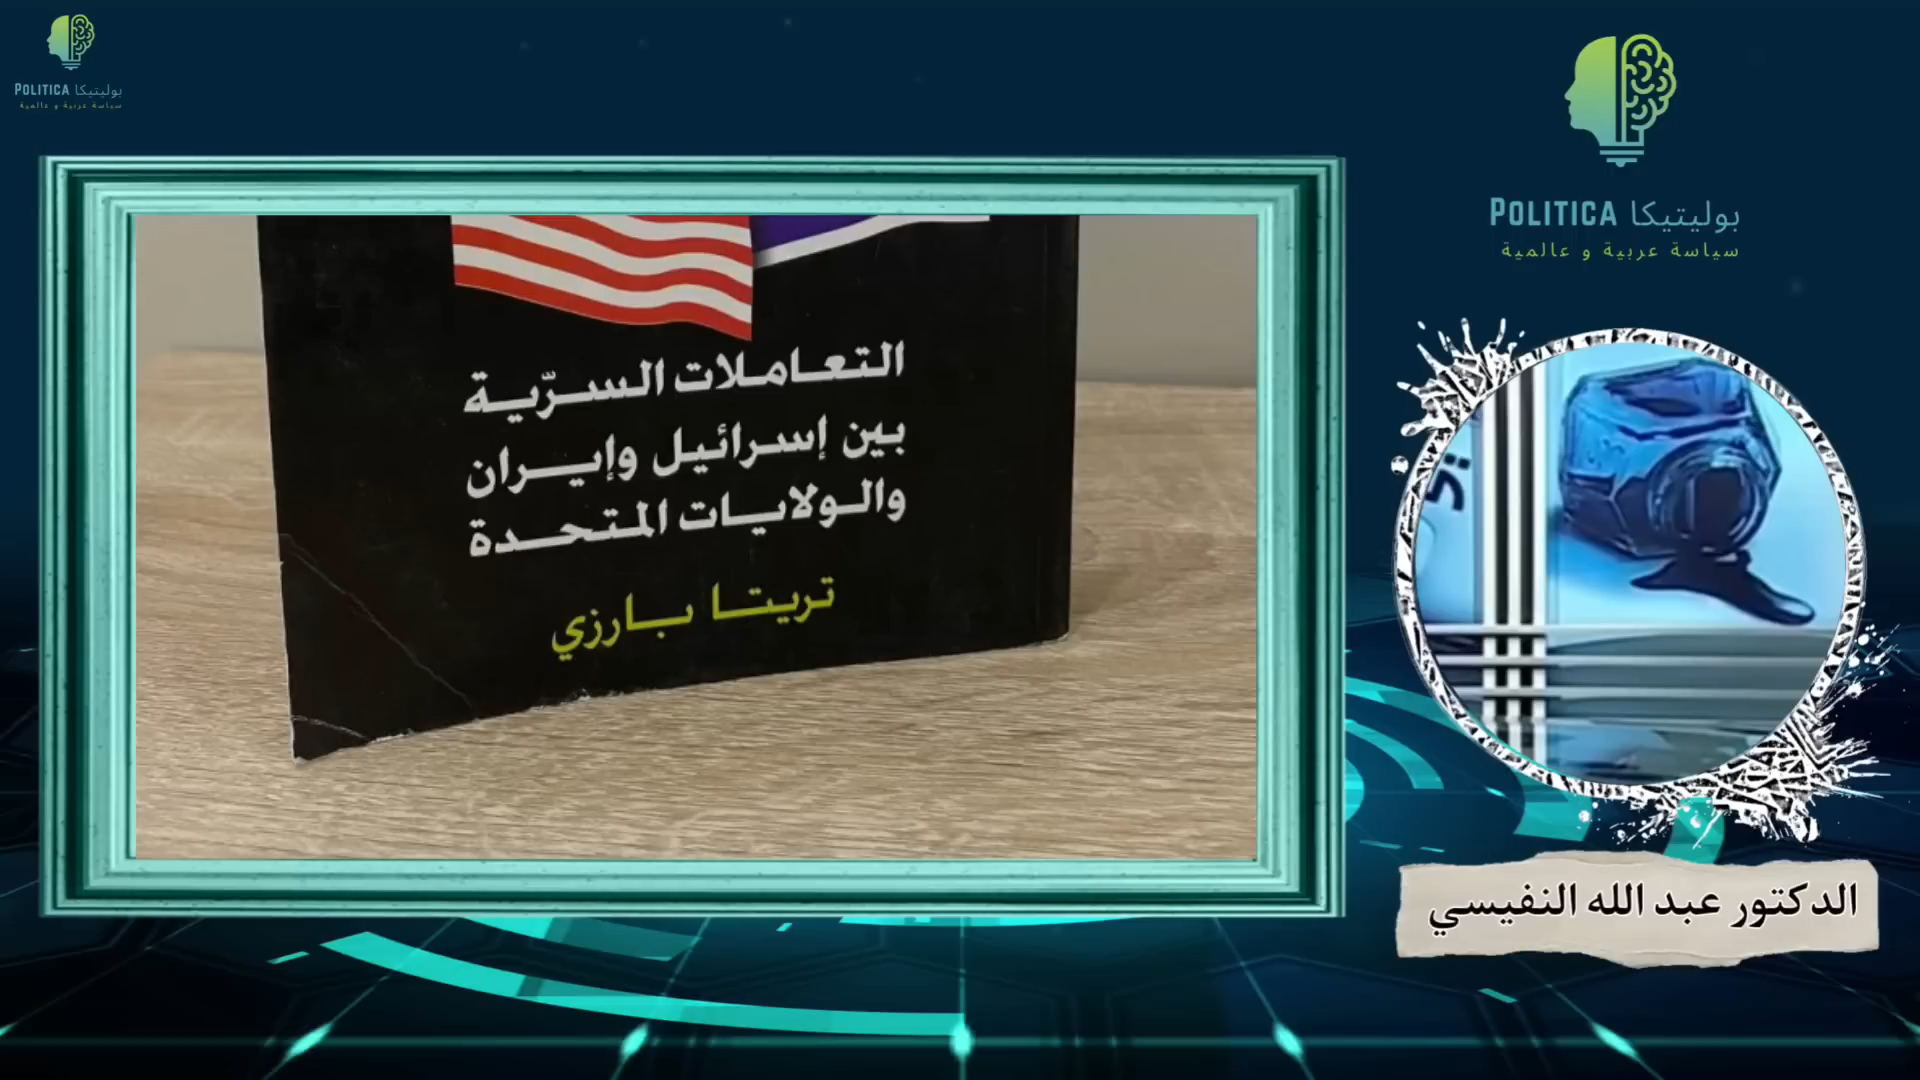 POLITICA بوليتيكا
سياسة عربية و عالمية
POLITICA بوليتيكا
سياسة عربية و عالمية
التعاملات السرّية
بين إسرائيل وإيران
والولايات المتحدة
تريتا بارزي
الدكتور عبد الله النفيسي